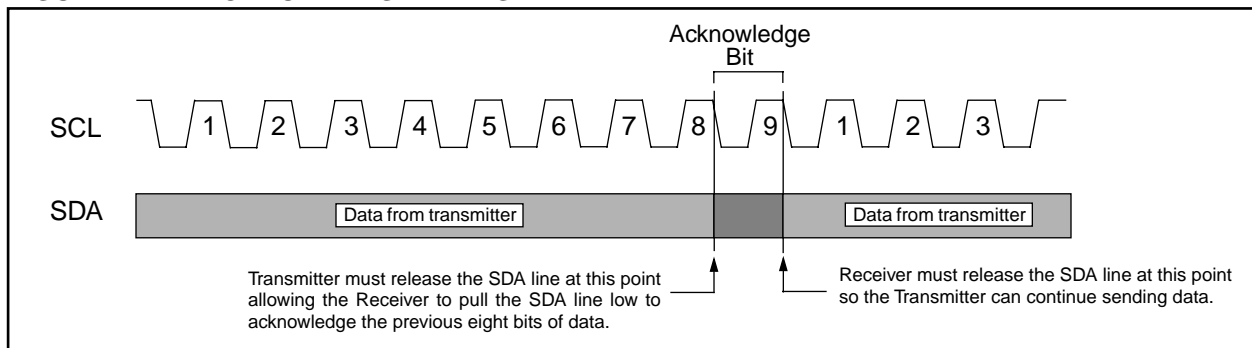 Acknowledge
Bit
SCL
1 2 3 4 5 6 7 8 9 1 2 3
SDA
Data from transmitter
Data from transmitter
Transmitter must release the SDA line at this point
allowing the Receiver to pull the SDA line low to
acknowledge the previous eight bits of data.
Receiver must release the SDA line at this point
so the Transmitter can continue sending data.